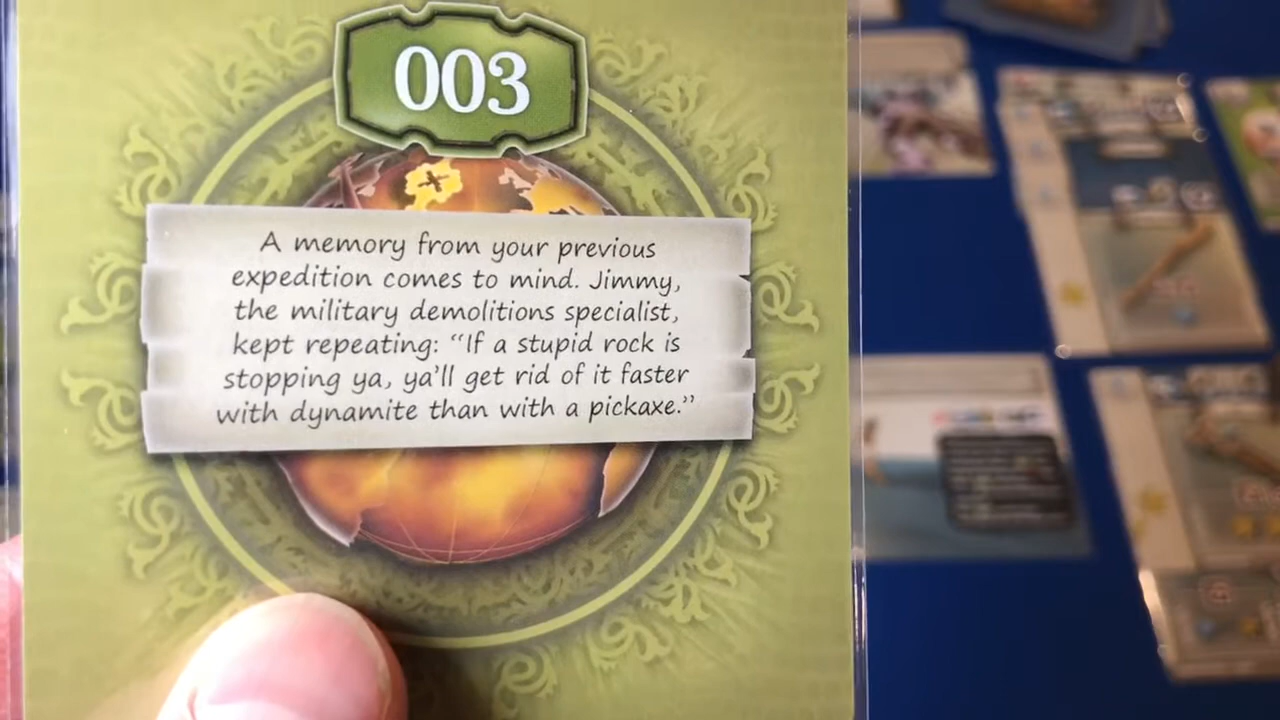 003
A memory from your previous
expedition comes to mind. Jimmy,
the military demolitions specialist,
kept repeating: “If a stupid rock is
stopping ya, ya’ll get rid of it faster
with dynamite than with a pickaxe.”